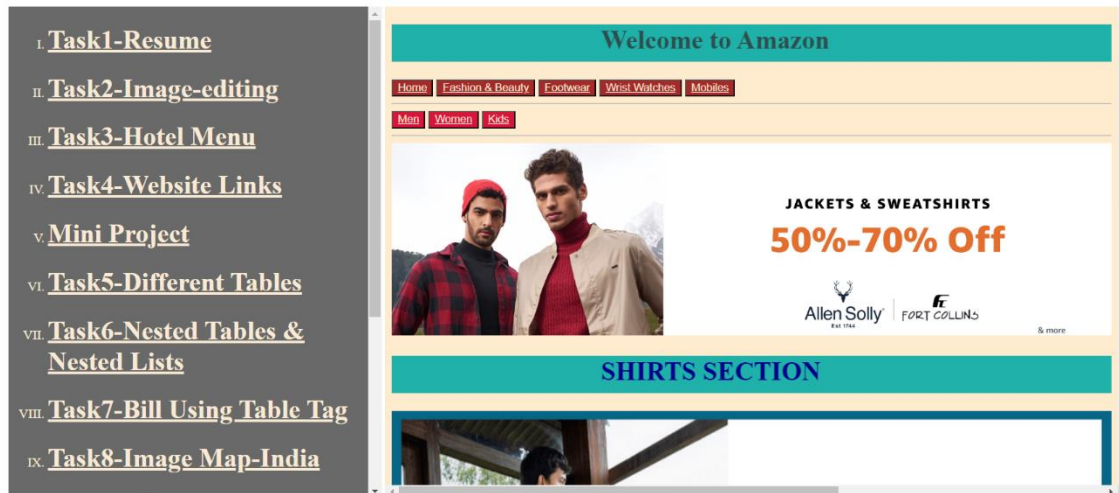 I. Task1-Resume
II. Task2-Image-editing
III. Task3-Hotel Menu
IV. Task4-Website Links
V. Mini Project
VI. Task5-Different Tables
VII. Task6-Nested Tables &
Nested Lists
VIII. Task7-Bill Using Table Tag
IX. Task8-Image Map-India
Welcome to Amazon
Home Fashion & Beauty Footwear Wrist Watches Mobiles
Men Women Kids
JACKETS & SWEATSHIRTS
50%-70% Off
Allen Solly
Est 1744
FORT COLLINS
& more
SHIRTS SECTION